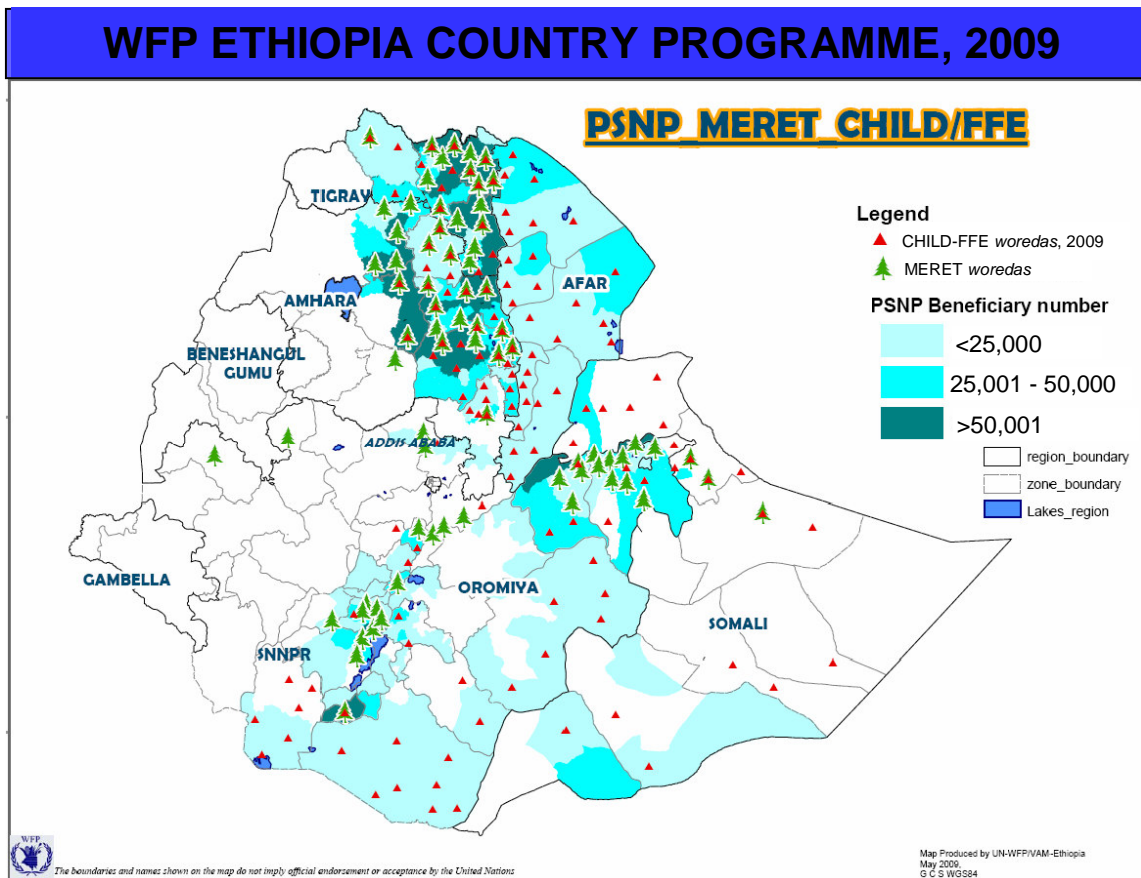 WFP ETHIOPIA COUNTRY PROGRAMME, 2009
PSNP_MERET_CHILD/FFE
TIGRAY
AFAR
AMHARA
BENESHANGUL
GUMU
ADDIS ABABA
GAMBELLA
OROMIYA
SOMALI
SNNPR
Legend
CHILD-FFE woredas, 2009
MERET woredas
PSNP Beneficiary number
<25,000
25,001 - 50,000
>50,001
region_boundary
zone_boundary
Lakes_region
WFP
The boundaries and names shown on the map do not imply official endorsement or acceptance by the United Nations
Map Produced by UN-WFP/VAM-Ethiopia
May 2009,
G C S WGS84